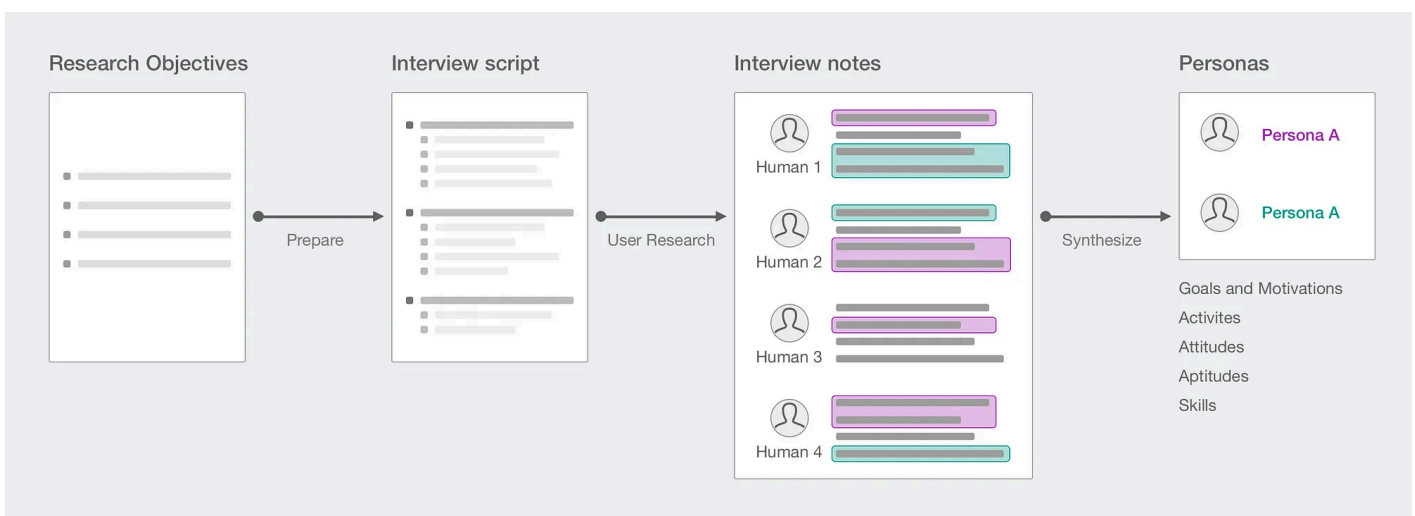 Research Objectives
Prepare
Interview script
User Research
Interview notes
Human 1
Human 2
Human 3
Human 4
Synthesize
Personas
Persona A
Persona A
Goals and Motivations
Activites
Attitudes
Aptitudes
Skills